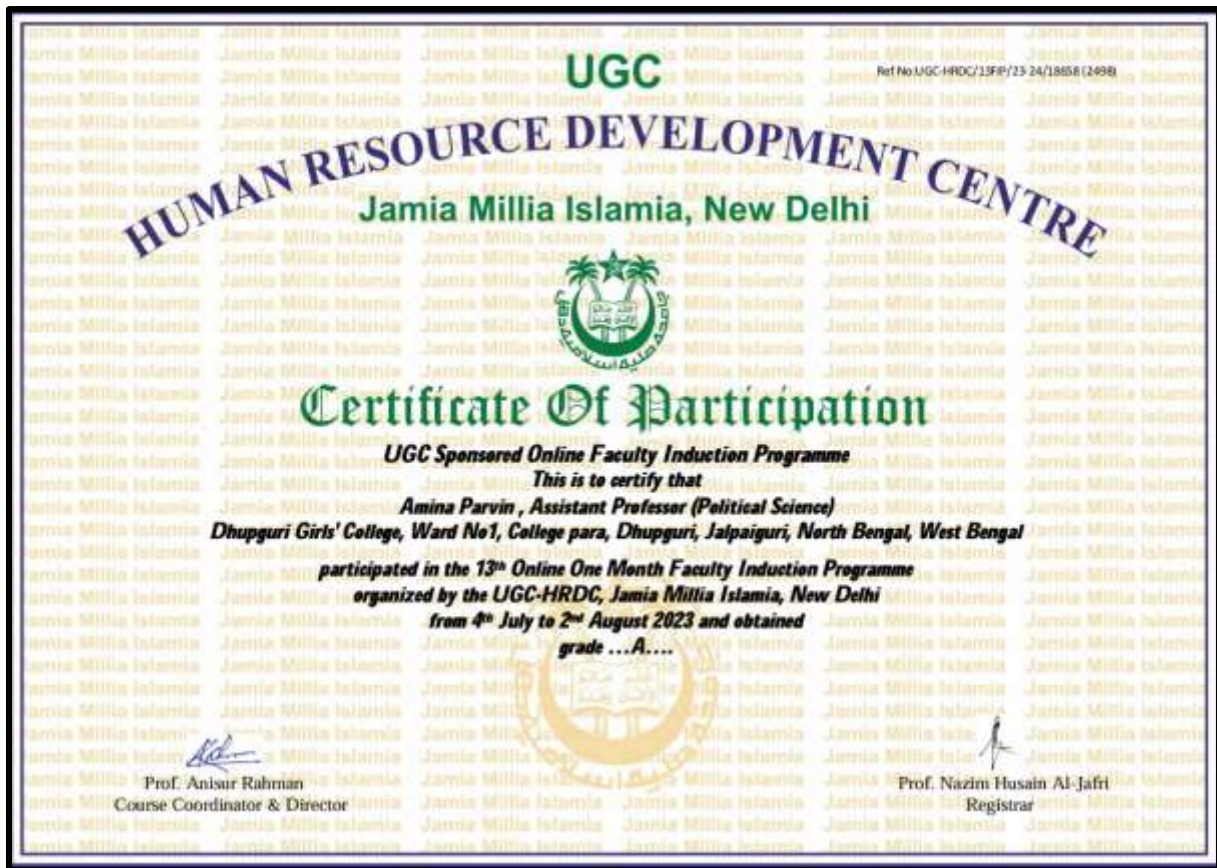 UGC
Ref No:UGC-HRDC/13FIP/23-24/18658 (2498)
HUMAN RESOURCE DEVELOPMENT CENTRE
Jamia Millia Islamia, New Delhi
Certificate Of Participation
UGC Sponsored Online Faculty Induction Programme
This is to certify that
Amina Parvin , Assistant Professor (Political Science)
Dhupguri Girls' College, Ward No1, College para, Dhupguri, Jalpaiguri, North Bengal, West Bengal
participated in the 13th Online One Month Faculty Induction Programme
organized by the UGC-HRDC, Jamia Millia Islamia, New Delhi
from 4th July to 2nd August 2023 and obtained
grade ...A....
Prof. Anisur Rahman
Course Coordinator & Director
Prof. Nazim Husain Al-Jafri
Registrar